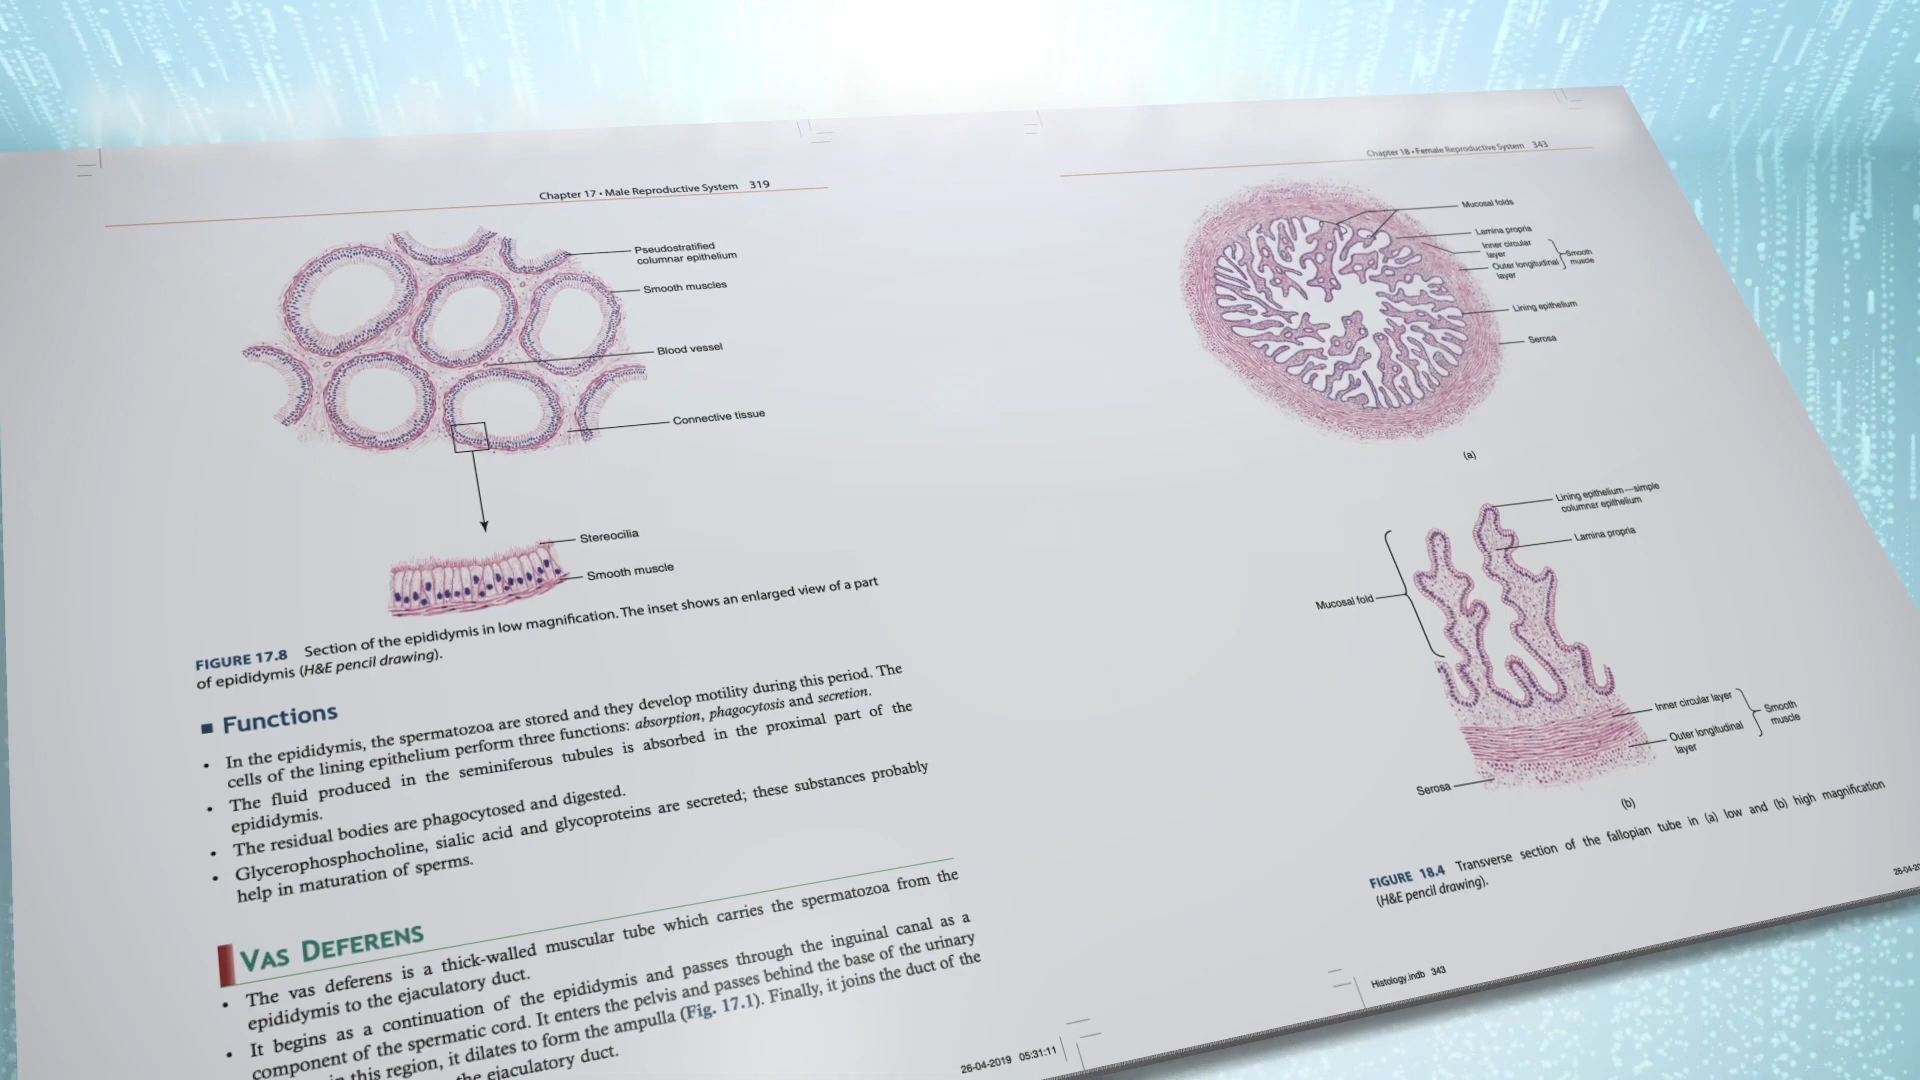 Chapter 17 • Male Reproductive System 319
Pseudostratified
columnar epithelium
Smooth muscles
Blood vessel
Connective tissue
Stereocilia
Smooth muscle
FIGURE 17.8 Section of the epididymis in low magnification. The inset shows an enlarged view of a part
of epididymis (H&E pencil drawing).
Functions
• In the epididymis, the spermatozoa are stored and they develop motility during this period. The
cells of the lining epithelium perform three functions: absorption, phagocytosis and secretion.
• The fluid produced in the seminiferous tubules is absorbed in the proximal part of the
epididymis.
• The residual bodies are phagocytosed and digested.
• Glycerophosphocholine, sialic acid and glycoproteins are secreted; these substances probably
help in maturation of sperms.
VAS DEFERENS
• The vas deferens is a thick-walled muscular tube which carries the spermatozoa from the
epididymis to the ejaculatory duct.
• It begins as a continuation of the epididymis and passes through the inguinal canal as a
component of the spermatic cord. It enters the pelvis and passes behind the base of the urinary
in this region, it dilates to form the ampulla (Fig. 17.1). Finally, it joins the duct of the
the ejaculatory duct.
26-04-2019 05:31:11
Chapter 18 • Female Reproductive System 343
Mucosal folds
Lamina propria
Inner circular
layer
Outer longitudinal
layer
Smooth
muscle
Lining epithelium
Serosa
(a)
Lining epithelium—simple
columnar epithelium
Lamina propria
Mucosal fold
Inner circular layer
Outer longitudinal
layer
Smooth
muscle
Serosa
(b)
FIGURE 18.4 Transverse section of the fallopian tube in (a) low and (b) high magnification
(H&E pencil drawing).
Histology.indb 343